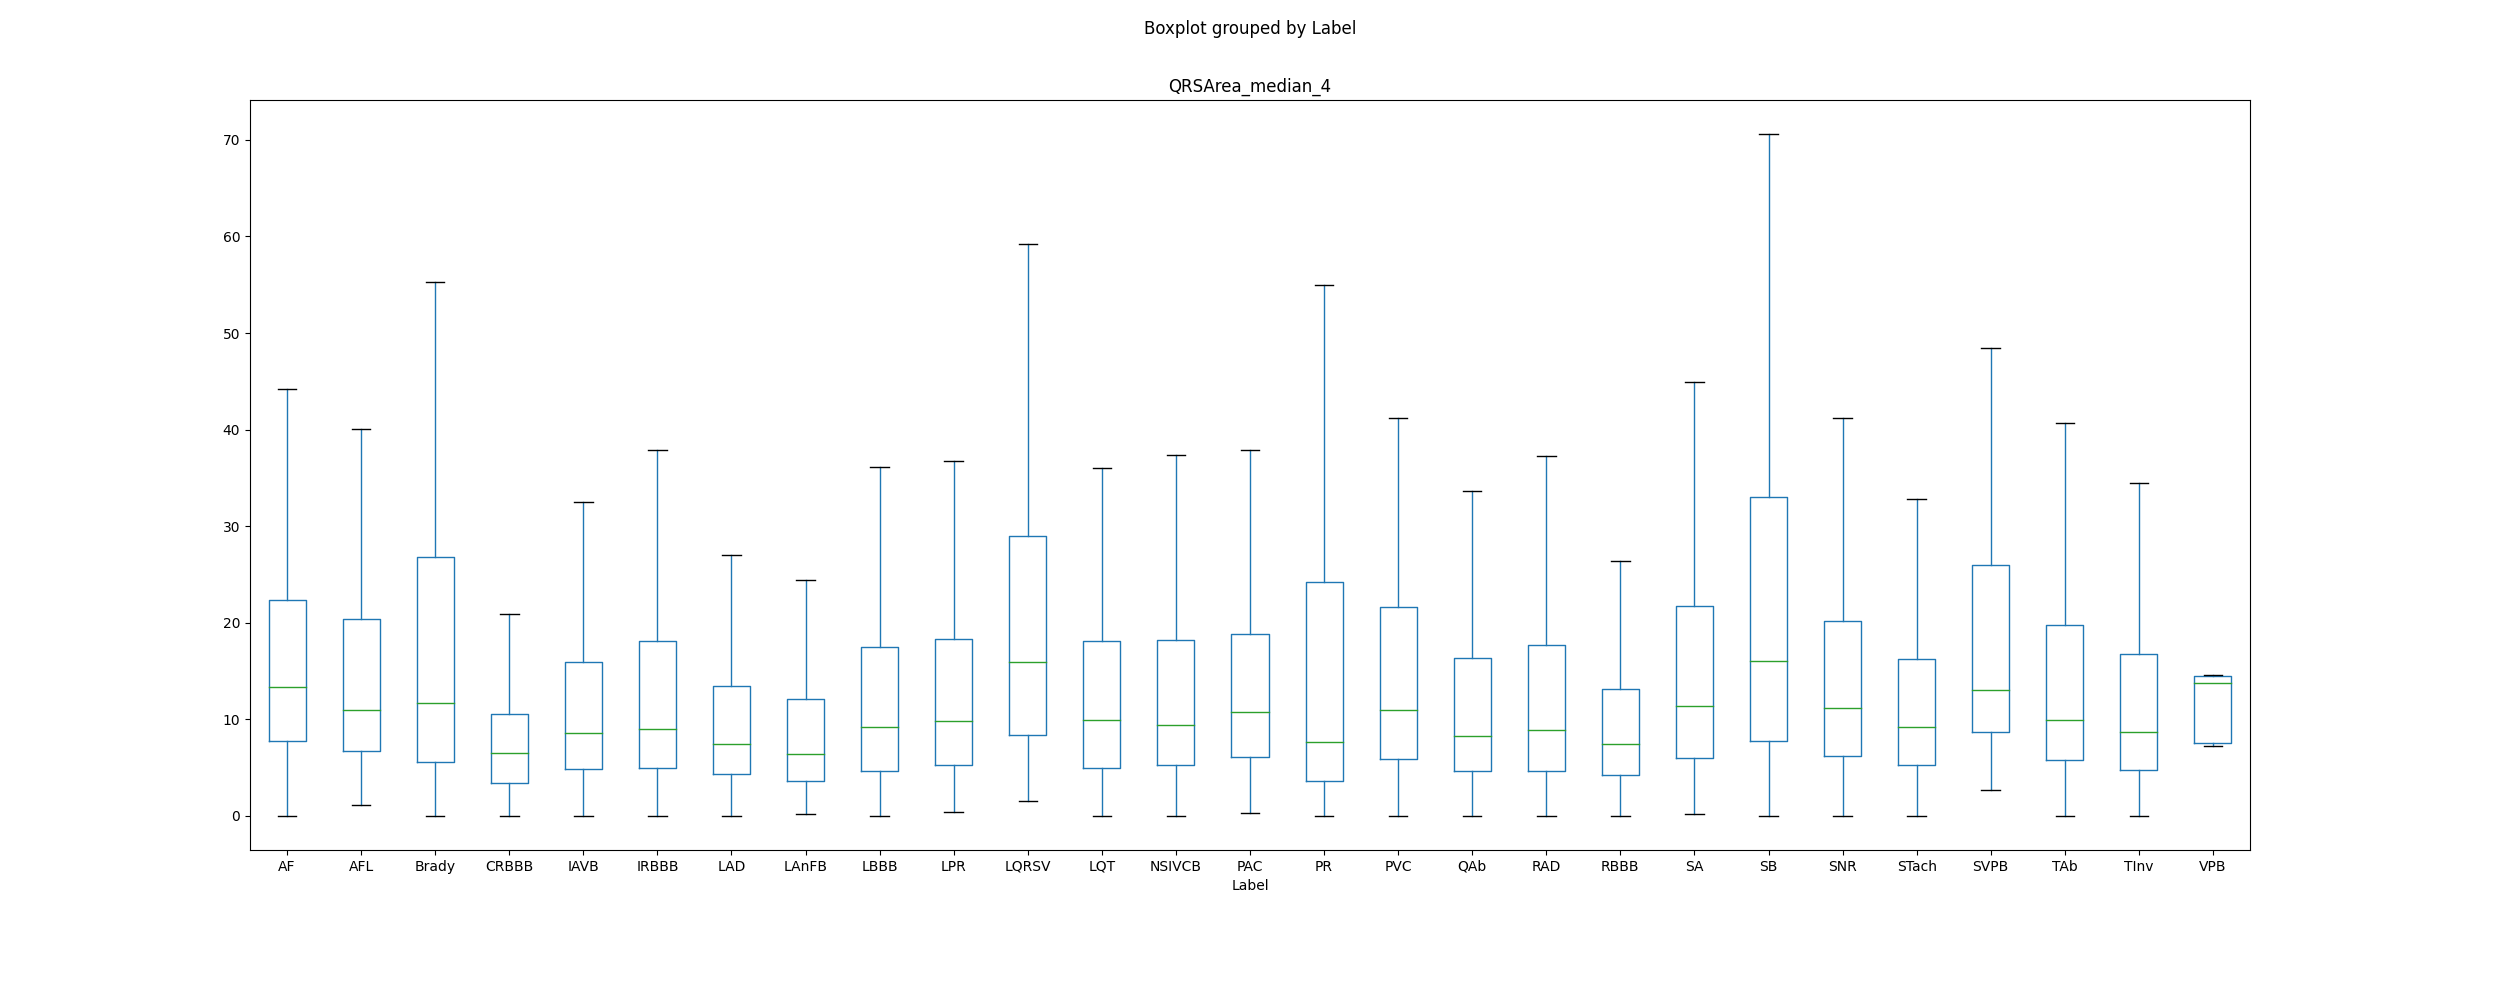 Boxplot grouped by Label
QRSArea_median_4
70
60
50
40
30
20
10
0
AF AFL Brady CRBBB IAVB IRBBB LAD LAnFB LBBB LPR LQRSV LQT NSIVCB PAC PR PVC QAb RAD RBBB SA SB SNR STach SVPB TAb TInv VPB
Label